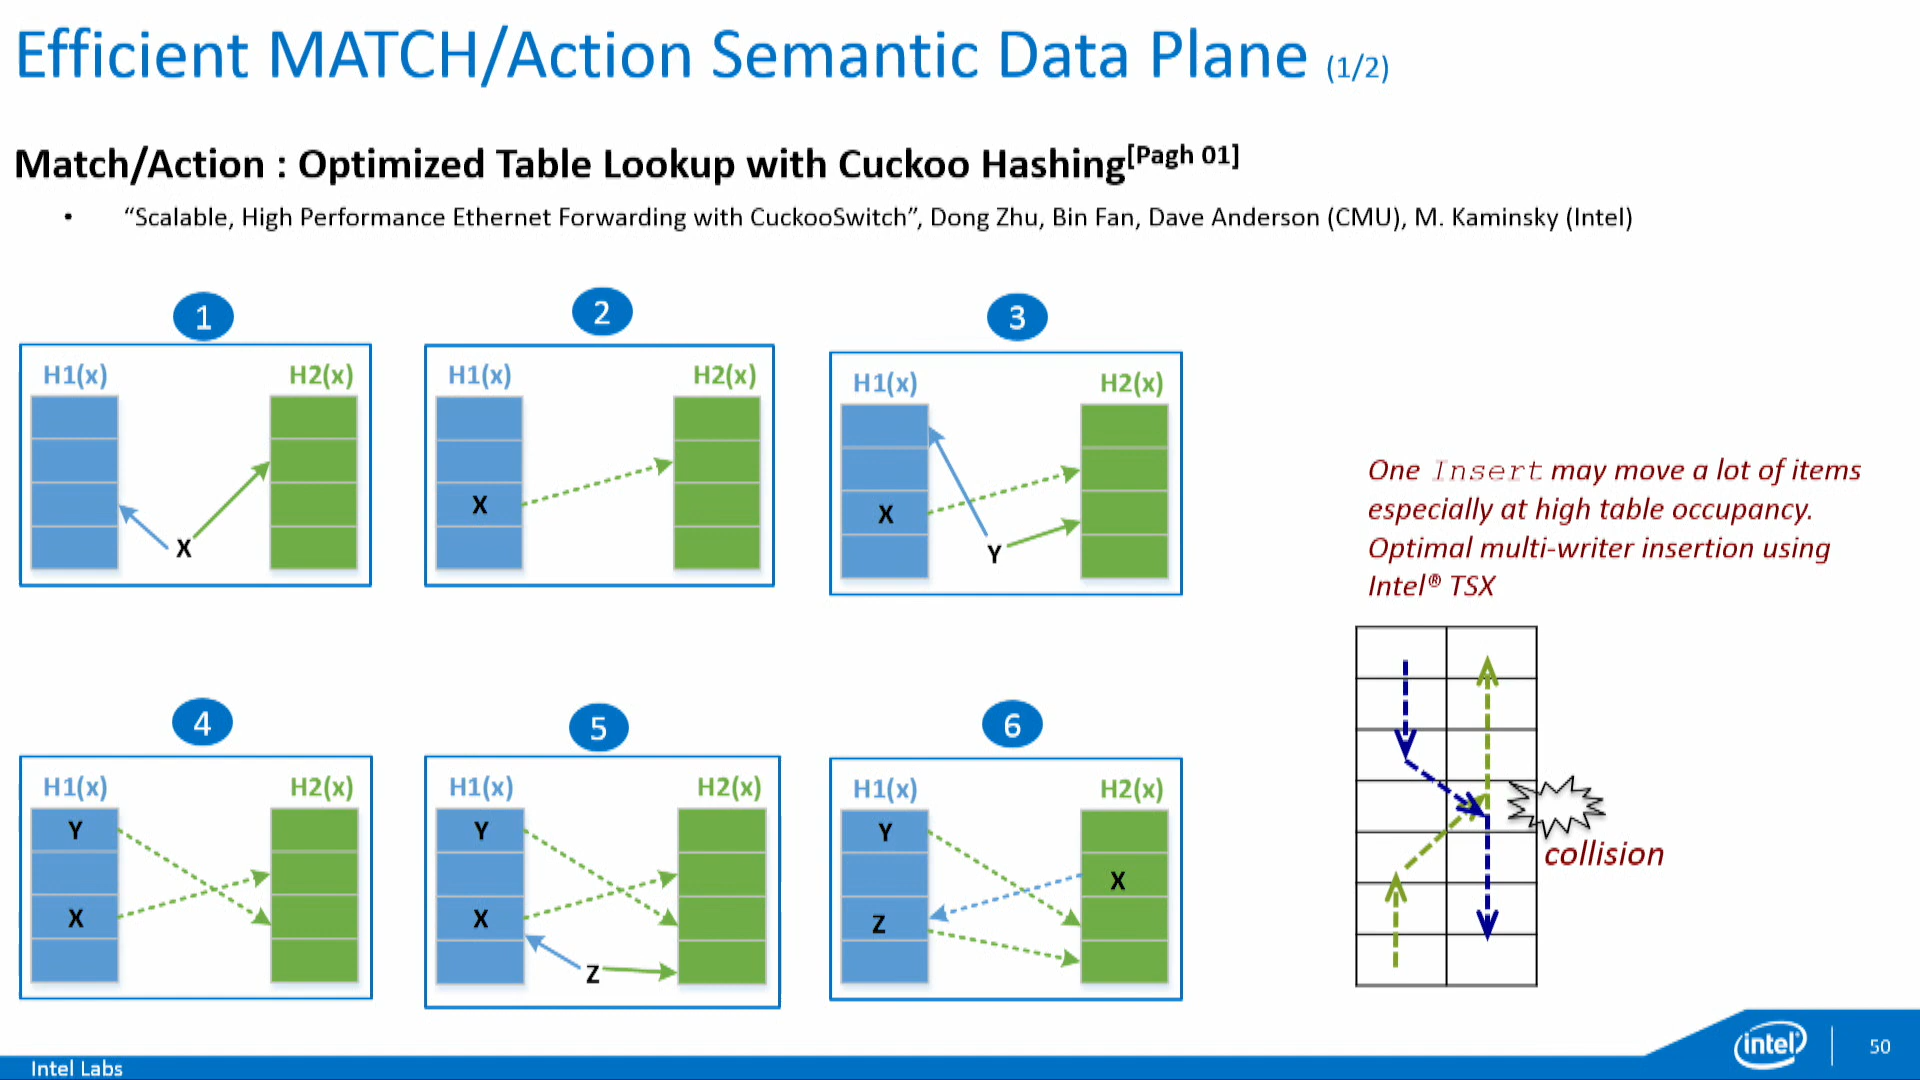 Efficient MATCH/Action Semantic Data Plane (1/2)
Match/Action : Optimized Table Lookup with Cuckoo Hashing[Pagh 01]
• “Scalable, High Performance Ethernet Forwarding with CuckooSwitch”, Dong Zhu, Bin Fan, Dave Anderson (CMU), M. Kaminsky (Intel)
1
H1(x) H2(x)
X
2
H1(x) H2(x)
X
3
H1(x) H2(x)
X
Y
One Insert may move a lot of items
especially at high table occupancy.
Optimal multi-writer insertion using
Intel® TSX
collision
4
H1(x) H2(x)
Y
X
5
H1(x) H2(x)
Y
X
Z
6
H1(x) H2(x)
Y
X
Z
Intel Labs
intel
50